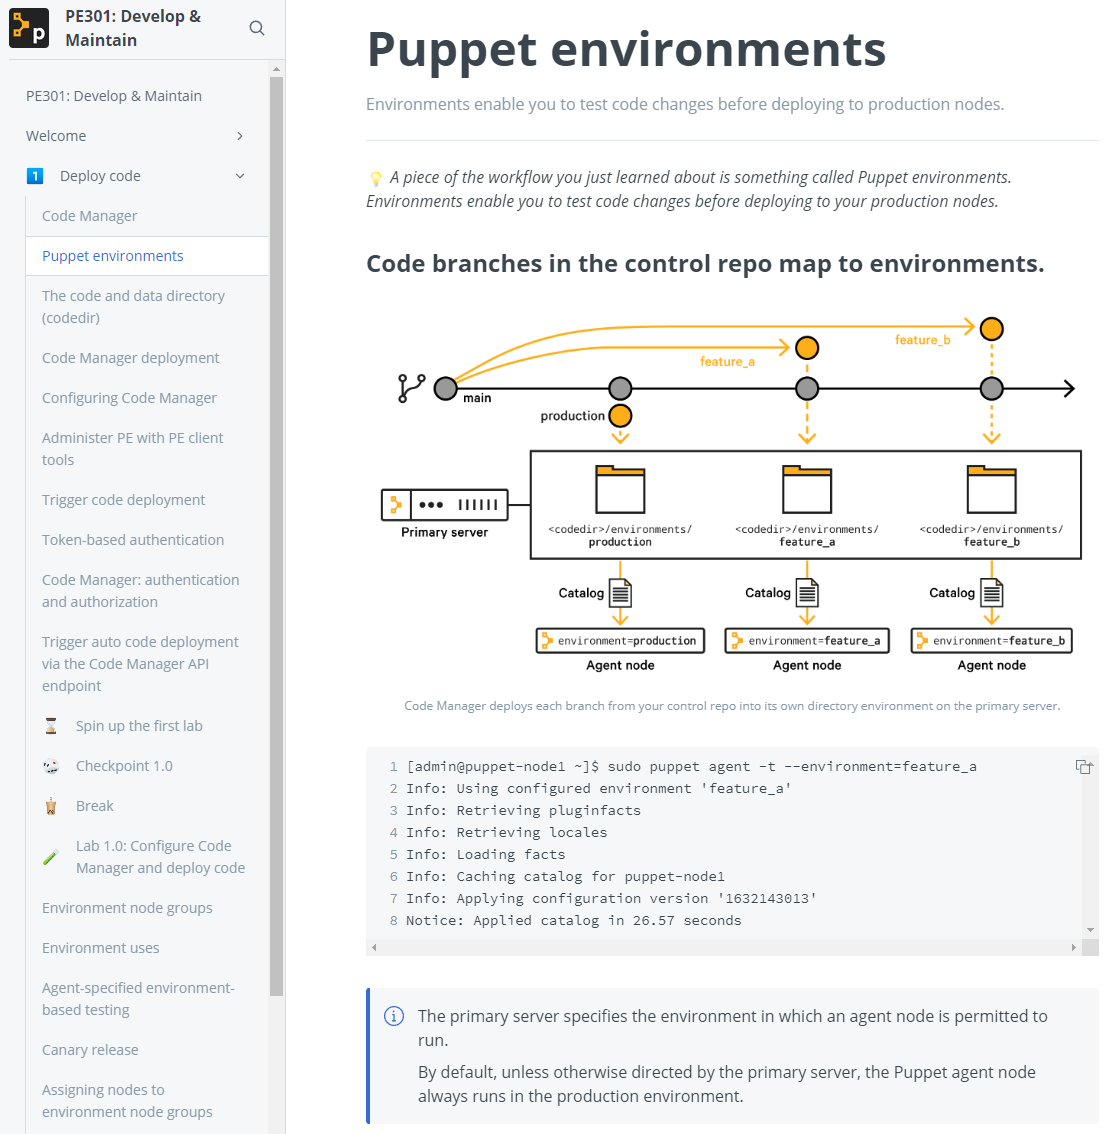 PE301: Develop &
Maintain
PE301: Develop & Maintain
Welcome
1 Deploy code
Code Manager
Puppet environments
The code and data directory
(codedir)
Code Manager deployment
Configuring Code Manager
Administer PE with PE client
tools
Trigger code deployment
Token-based authentication
Code Manager: authentication
and authorization
Trigger auto code deployment
via the Code Manager API
endpoint
Spin up the first lab
Checkpoint 1.0
Break
Lab 1.0: Configure Code
Manager and deploy code
Environment node groups
Environment uses
Agent-specified environment-
based testing
Canary release
Assigning nodes to
environment node groups
Puppet environments
Environments enable you to test code changes before deploying to production nodes.
A piece of the workflow you just learned about is something called Puppet environments.
Environments enable you to test code changes before deploying to your production nodes.
Code branches in the control repo map to environments.
feature_b
feature_a
main
production
Primary server
<codedir>/environments/
production
<codedir>/environments/
feature_a
<codedir>/environments/
feature_b
Catalog
Catalog
Catalog
environment=production
environment=feature_a
environment=feature_b
Agent node
Agent node
Agent node
Code Manager deploys each branch from your control repo into its own directory environment on the primary server.
1 [admin@puppet-node1 ~]$ sudo puppet agent -t --environment=feature_a
2 Info: Using configured environment 'feature_a'
3 Info: Retrieving pluginfacts
4 Info: Retrieving locales
5 Info: Loading facts
6 Info: Caching catalog for puppet-node1
7 Info: Applying configuration version '1632143013'
8 Notice: Applied catalog in 26.57 seconds
The primary server specifies the environment in which an agent node is permitted to
run.
By default, unless otherwise directed by the primary server, the Puppet agent node
always runs in the production environment.